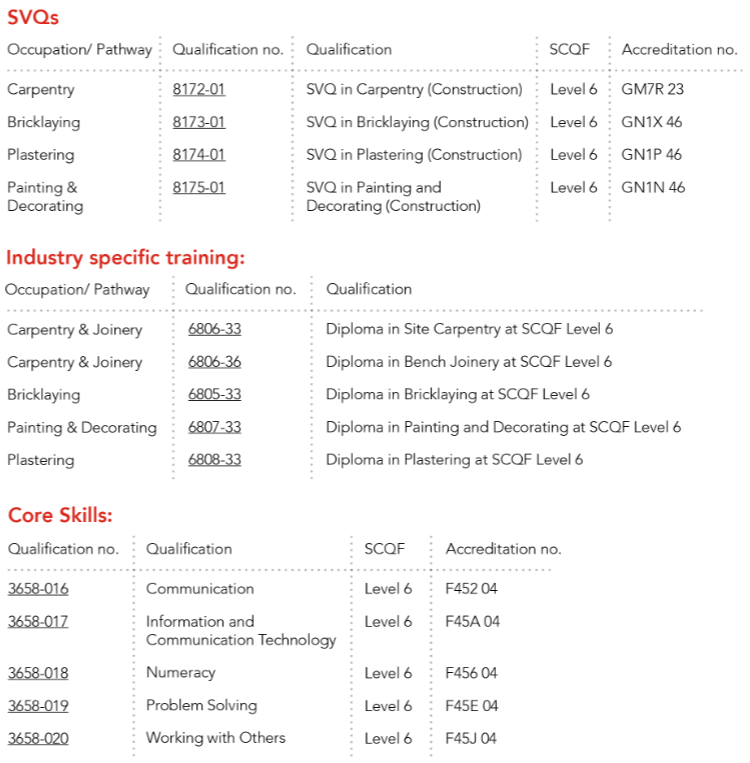 SVQs
Occupation/ Pathway Qualification no. Qualification SCQF Accreditation no.
Carpentry 8172-01 SVQ in Carpentry (Construction) Level 6 GM7R 23
Bricklaying 8173-01 SVQ in Bricklaying (Construction) Level 6 GN1X 46
Plastering 8174-01 SVQ in Plastering (Construction) Level 6 GN1P 46
Painting & 8175-01 SVQ in Painting and Level 6 GN1N 46
Decorating Decorating (Construction)
Industry specific training:
Occupation/ Pathway Qualification no. Qualification
Carpentry & Joinery 6806-33 Diploma in Site Carpentry at SCQF Level 6
Carpentry & Joinery 6806-36 Diploma in Bench Joinery at SCQF Level 6
Bricklaying 6805-33 Diploma in Bricklaying at SCQF Level 6
Painting & Decorating 6807-33 Diploma in Painting and Decorating at SCQF Level 6
Plastering 6808-33 Diploma in Plastering at SCQF Level 6
Core Skills:
Qualification no. Qualification SCQF Accreditation no.
3658-016 Communication Level 6 F452 04
3658-017 Information and Level 6 F45A 04
Communication Technology
3658-018 Numeracy Level 6 F456 04
3658-019 Problem Solving Level 6 F45E 04
3658-020 Working with Others Level 6 F45J 04